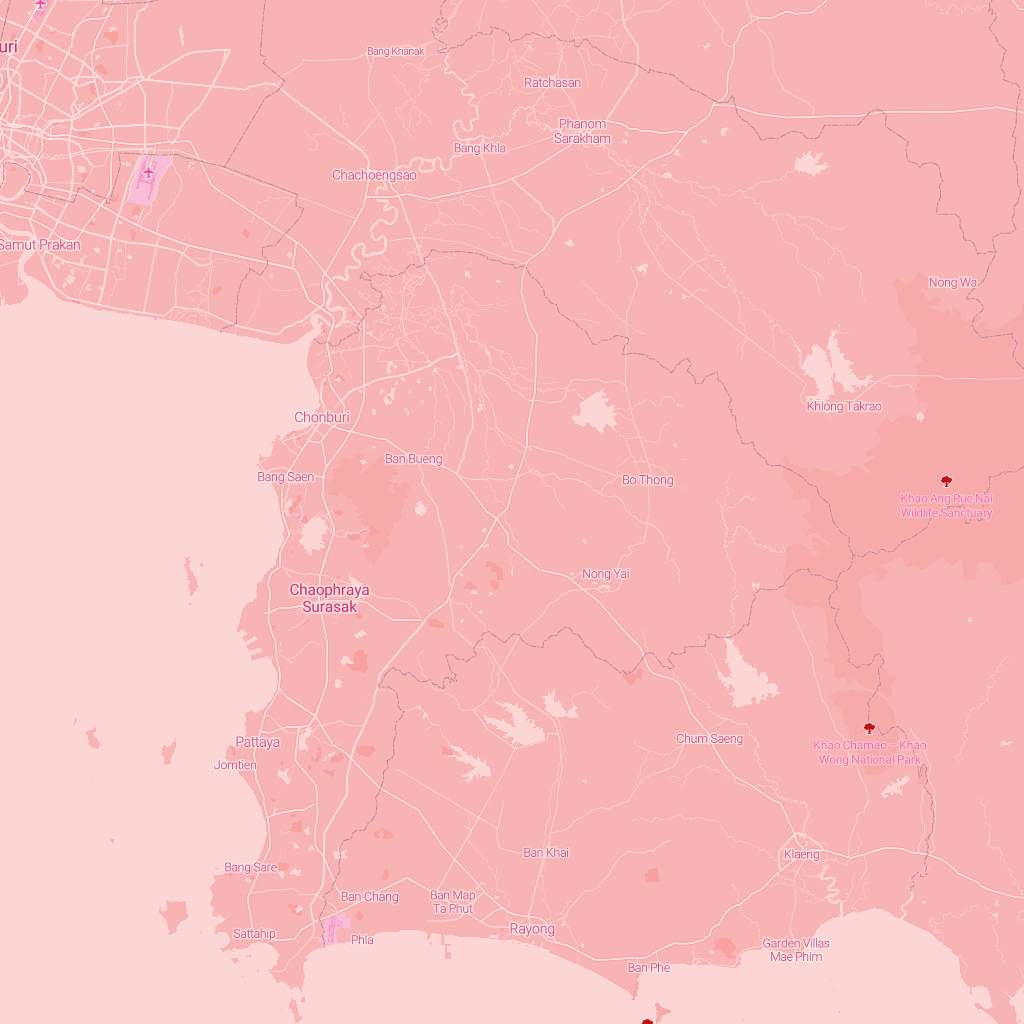 uri
Bang Khanak
Ratchasan
Phanom
Sarakham
Bang Khla
Chachoengsao
Samut Prakan
Nong Wa
Khlong Takrao
Chonburi
Ban Bueng
Bang Saen
Bo Thong
Khao Ang Rue Nai
Wildlife Sanctuary
Nong Yai
Chaophraya
Surasak
Pattaya
Jomtien
Chum Saeng
Khao Chamao - Khao
Wong National Park
Klaeng
Ban Khai
Bang Sare
Ban Chang
Ban Map
Ta Phut
Rayong
Sattahip
Phla
Garden Villas
Mae Phim
Ban Phe